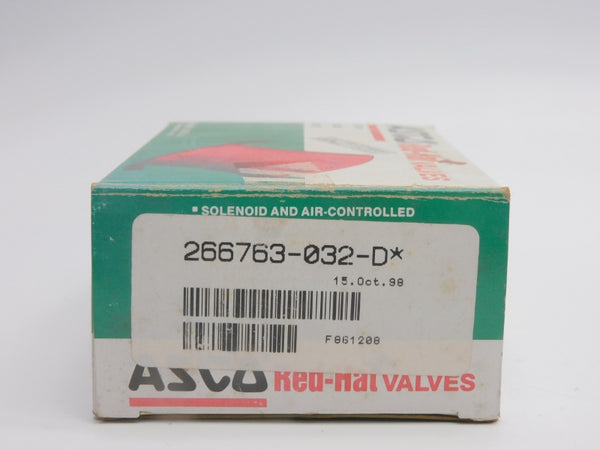 ▪ SOLENOID AND AIR-CONTROLLED
266763-032-D*
15.Oct.98
F861208
ASCO Red-Hat VALVES